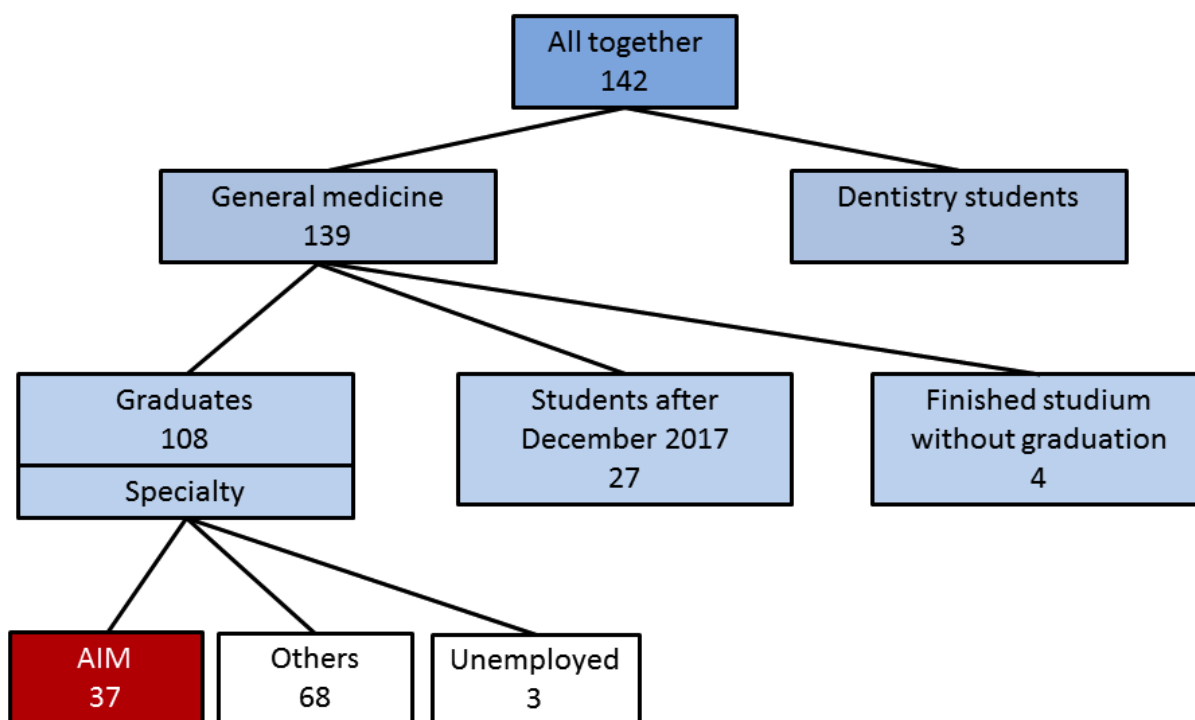 All together
142
General medicine
139
Dentistry students
3
Graduates
108
Specialty
Students after
December 2017
27
Finished studium
without graduation
4
AIM
37
Others
68
Unemployed
3